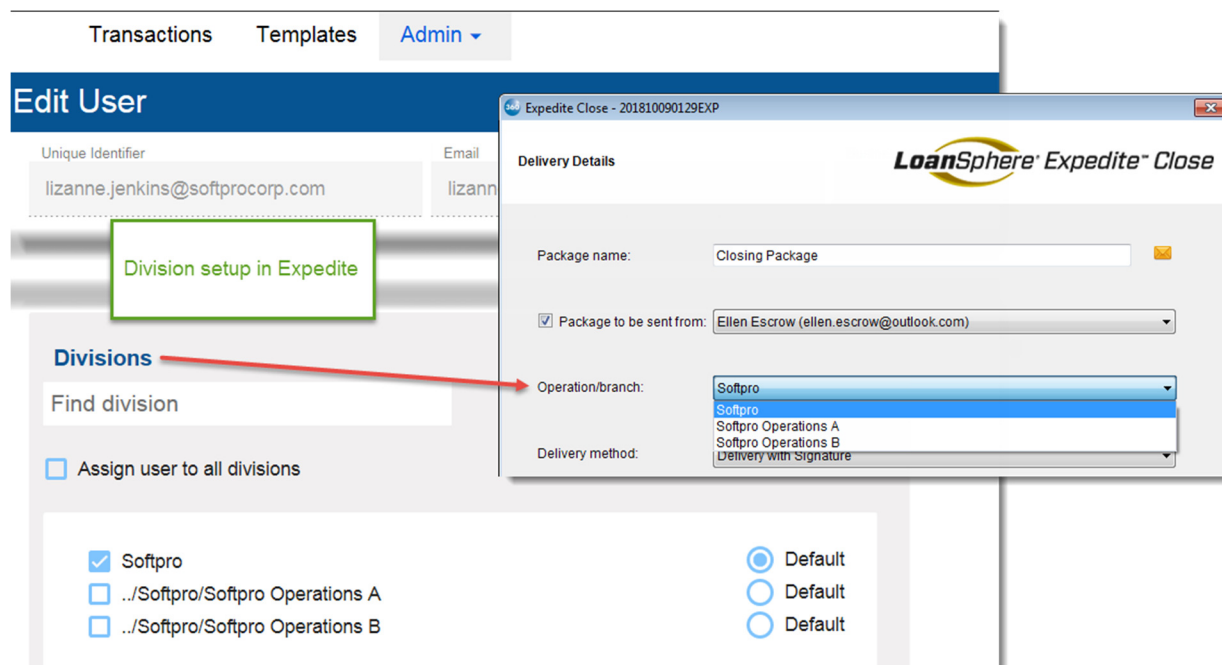 Transactions Templates Admin
Edit User
Unique Identifier Email
lizanne.jenkins@softprocorp.com lizann
Division setup in Expedite
Divisions
Find division
Assign user to all divisions
Softpro Default
../Softpro/Softpro Operations A Default
../Softpro/Softpro Operations B Default
360 Expedite Close - 201810090129EXP
Delivery Details
LoanSphere® Expedite™ Close
Package name: Closing Package
Package to be sent from: Ellen Escrow (ellen.escrow@outlook.com)
Operation/branch: Softpro
Softpro
Softpro Operations A
Softpro Operations B
Delivery method: Delivery with Signature